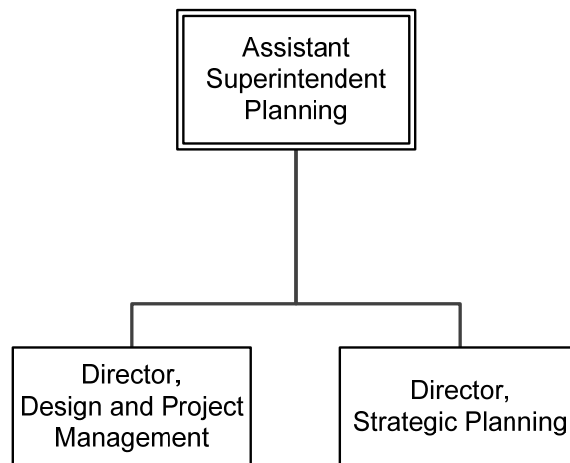 Assistant
Superintendent
Planning
Director,
Design and Project
Management
Director,
Strategic Planning